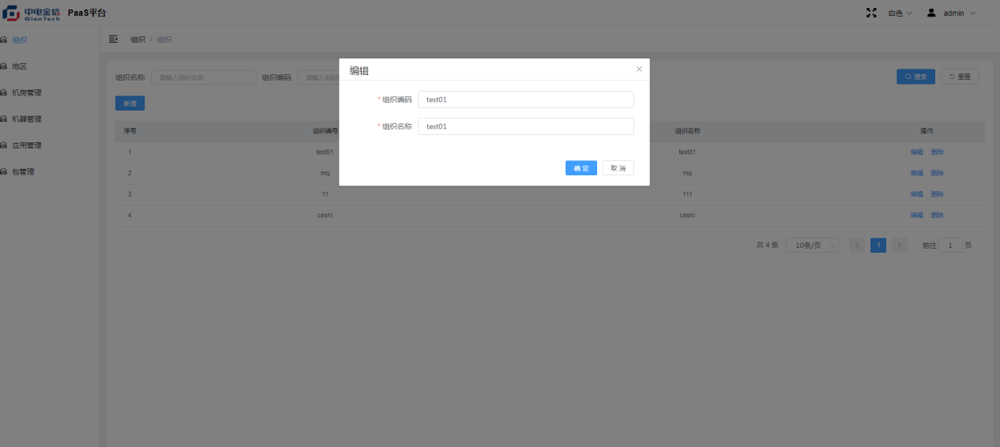 中电金信 GienTech PaaS平台 白色 admin
组织
地区
机房管理
机器管理
应用管理
包管理
组织 / 组织
组织名称 请输入组织名称 组织编码 请输入组织 搜索 重置
新增
编辑
* 组织编码 test01
* 组织名称 test01
确 定 取 消
序号 组织编号 组织名称 操作
1 test01 test01 编辑 删除
2 mq mq 编辑 删除
3 11 111 编辑 删除
4 ceshi ceshi 编辑 删除
共 4 条 10条/页 1 前往 1 页